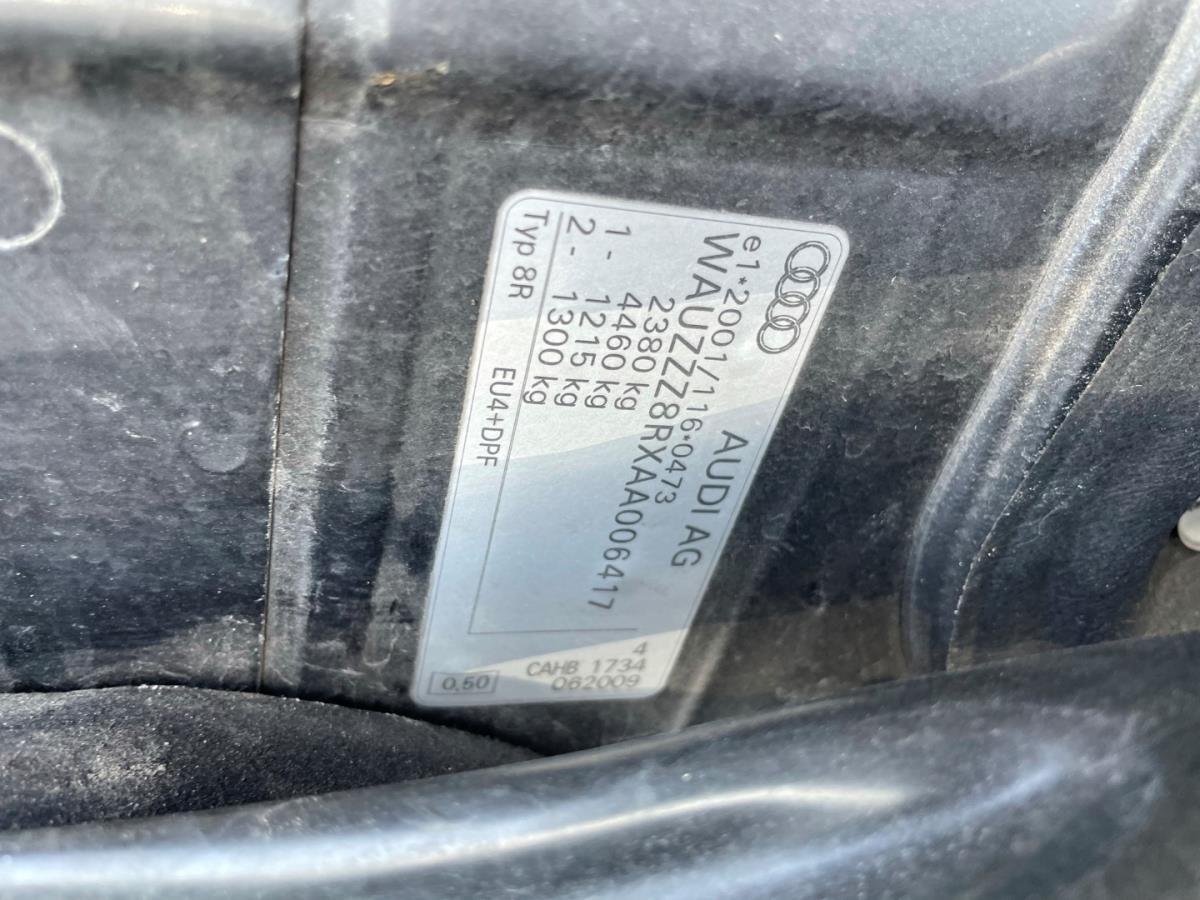 AUDI AG
e1*2001/116*0473
WAUZZZ8RXAA006417
2380 kg
4460 kg
1- 1215 kg
2- 1300 kg
Typ 8R
EU4+DPF
4
CAHB 1734
062009
0,50